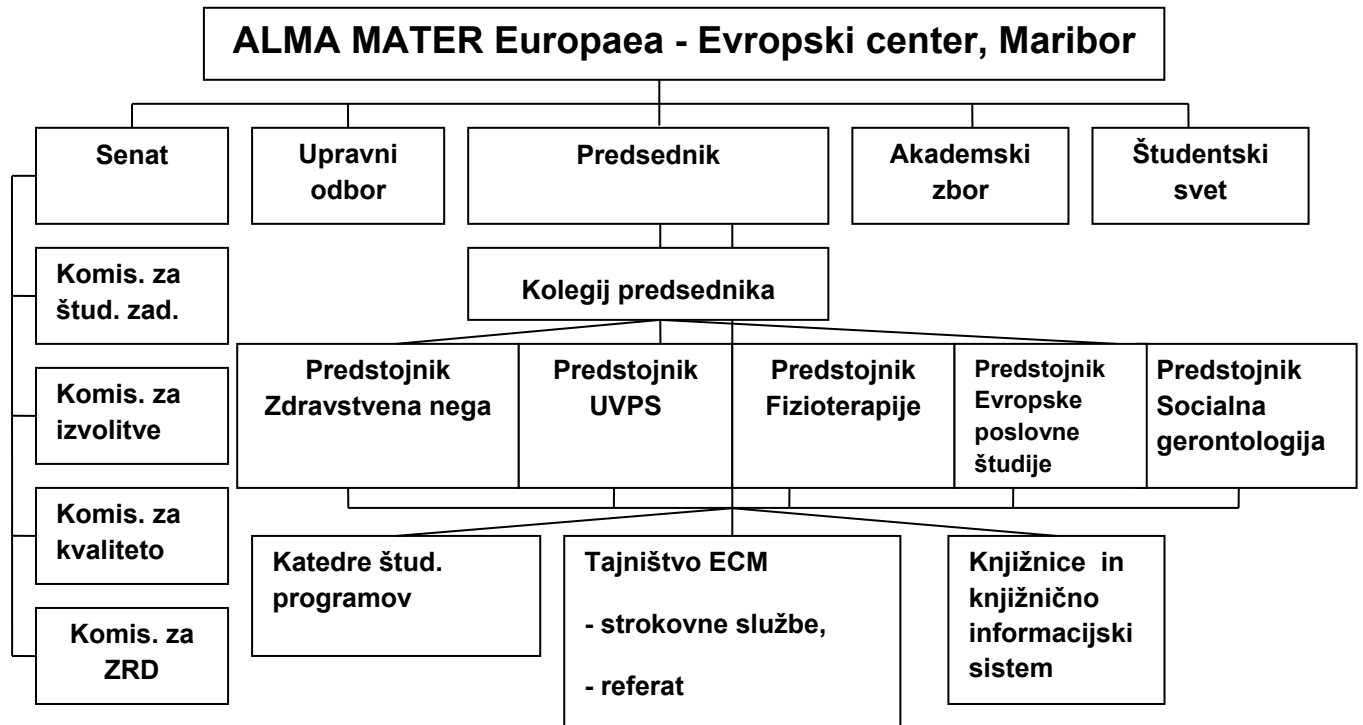 ALMA MATER Europaea - Evropski center, Maribor
Senat
Upravni
odbor
Predsednik
Akademski
zbor
Študentski
svet
Komis. za
štud. zad.
Kolegij predsednika
Komis. za
izvolitve
Predstojnik
Zdravstvena nega
Predstojnik
UVPS
Predstojnik
Fizioterapije
Predstojnik
Evropske
poslovne
študije
Predstojnik
Socialna
gerontologija
Komis. za
kvaliteto
Komis. za
ZRD
Katedre štud.
programov
Tajništvo ECM
- strokovne službe,
- referat
Knjižnice in
knjižnično
informacijski
sistem